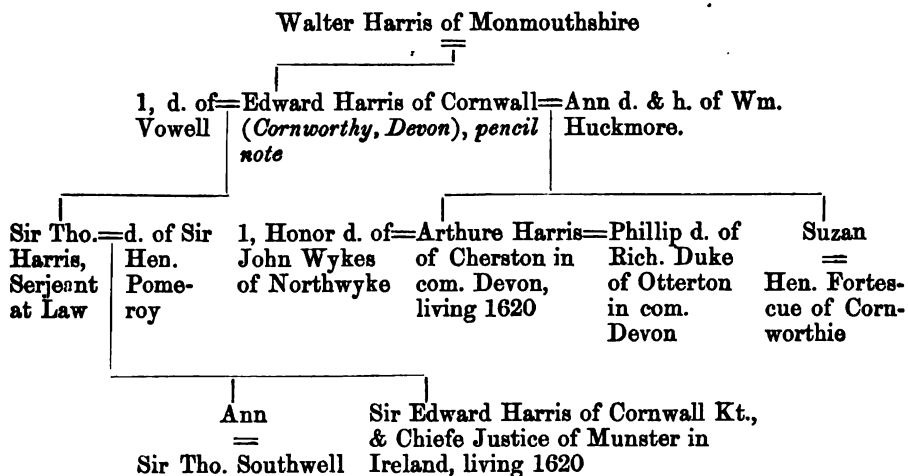 Walter Harris of Monmouthshire
=
1, d. of=Edward Harris of Cornwall=Ann d. & h. of Wm.
Vowell (Cornworthy, Devon), pencil Huckmore.
note
Sir Tho.=d. of Sir 1, Honor d. of=Arthure Harris=Phillip d. of Suzan
Harris, Hen. John Wykes of Cherston in Rich. Duke =
Serjeant Pome- of Northwyke com. Devon, of Otterton Hen. Fortes-
at Law roy living 1620 in com. cue of Corn-
Devon worthie
Ann Sir Edward Harris of Cornwall Kt.,
= & Chiefe Justice of Munster in
Sir Tho. Southwell Ireland, living 1620